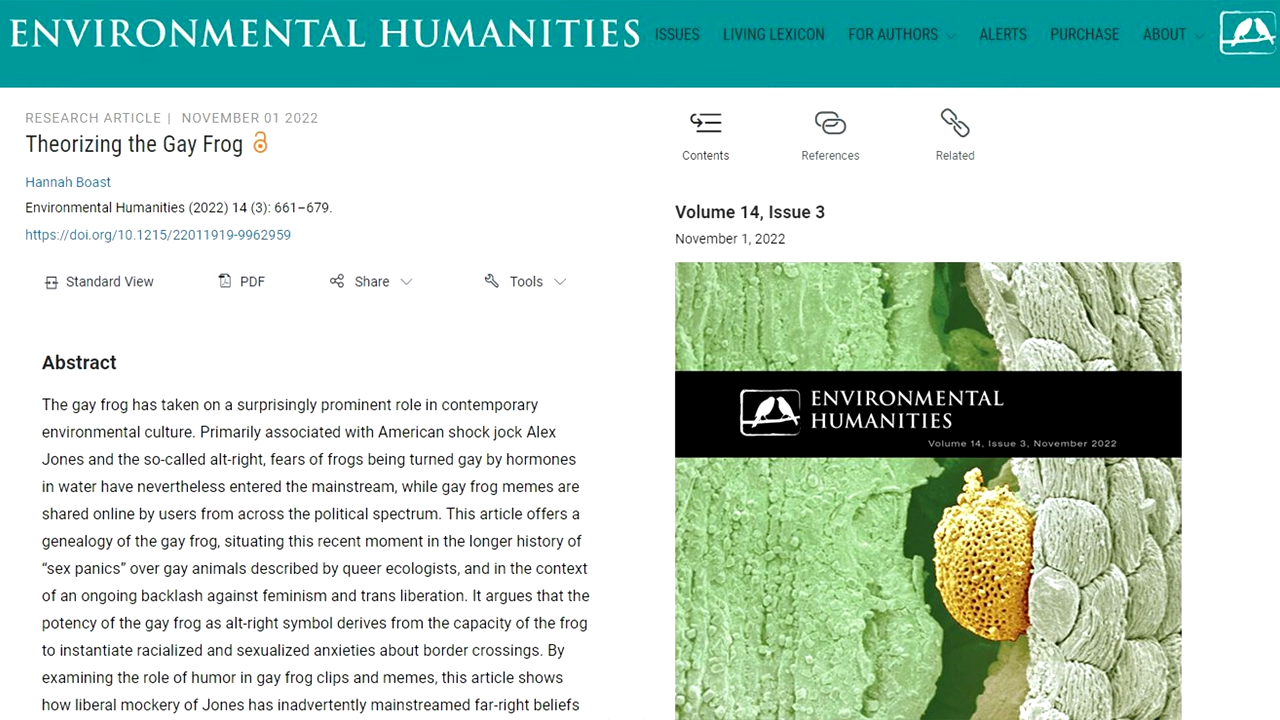 ENVIRONMENTAL HUMANITIES
ISSUES LIVING LEXICON FOR AUTHORS ALERTS PURCHASE ABOUT
RESEARCH ARTICLE | NOVEMBER 01 2022
Theorizing the Gay Frog
Hannah Boast
Environmental Humanities (2022) 14 (3): 661–679.
https://doi.org/10.1215/22011919-9962959
Standard View PDF Share Tools
Abstract
The gay frog has taken on a surprisingly prominent role in contemporary
environmental culture. Primarily associated with American shock jock Alex
Jones and the so-called alt-right, fears of frogs being turned gay by hormones
in water have nevertheless entered the mainstream, while gay frog memes are
shared online by users from across the political spectrum. This article offers a
genealogy of the gay frog, situating this recent moment in the longer history of
“sex panics” over gay animals described by queer ecologists, and in the context
of an ongoing backlash against feminism and trans liberation. It argues that the
potency of the gay frog as alt-right symbol derives from the capacity of the frog
to instantiate racialized and sexualized anxieties about border crossings. By
examining the role of humor in gay frog clips and memes, this article shows
how liberal mockery of Jones has inadvertently mainstreamed far-right beliefs
Contents References Related
Volume 14, Issue 3
November 1, 2022
ENVIRONMENTAL
HUMANITIES
Volume 14, Issue 3, November 2022